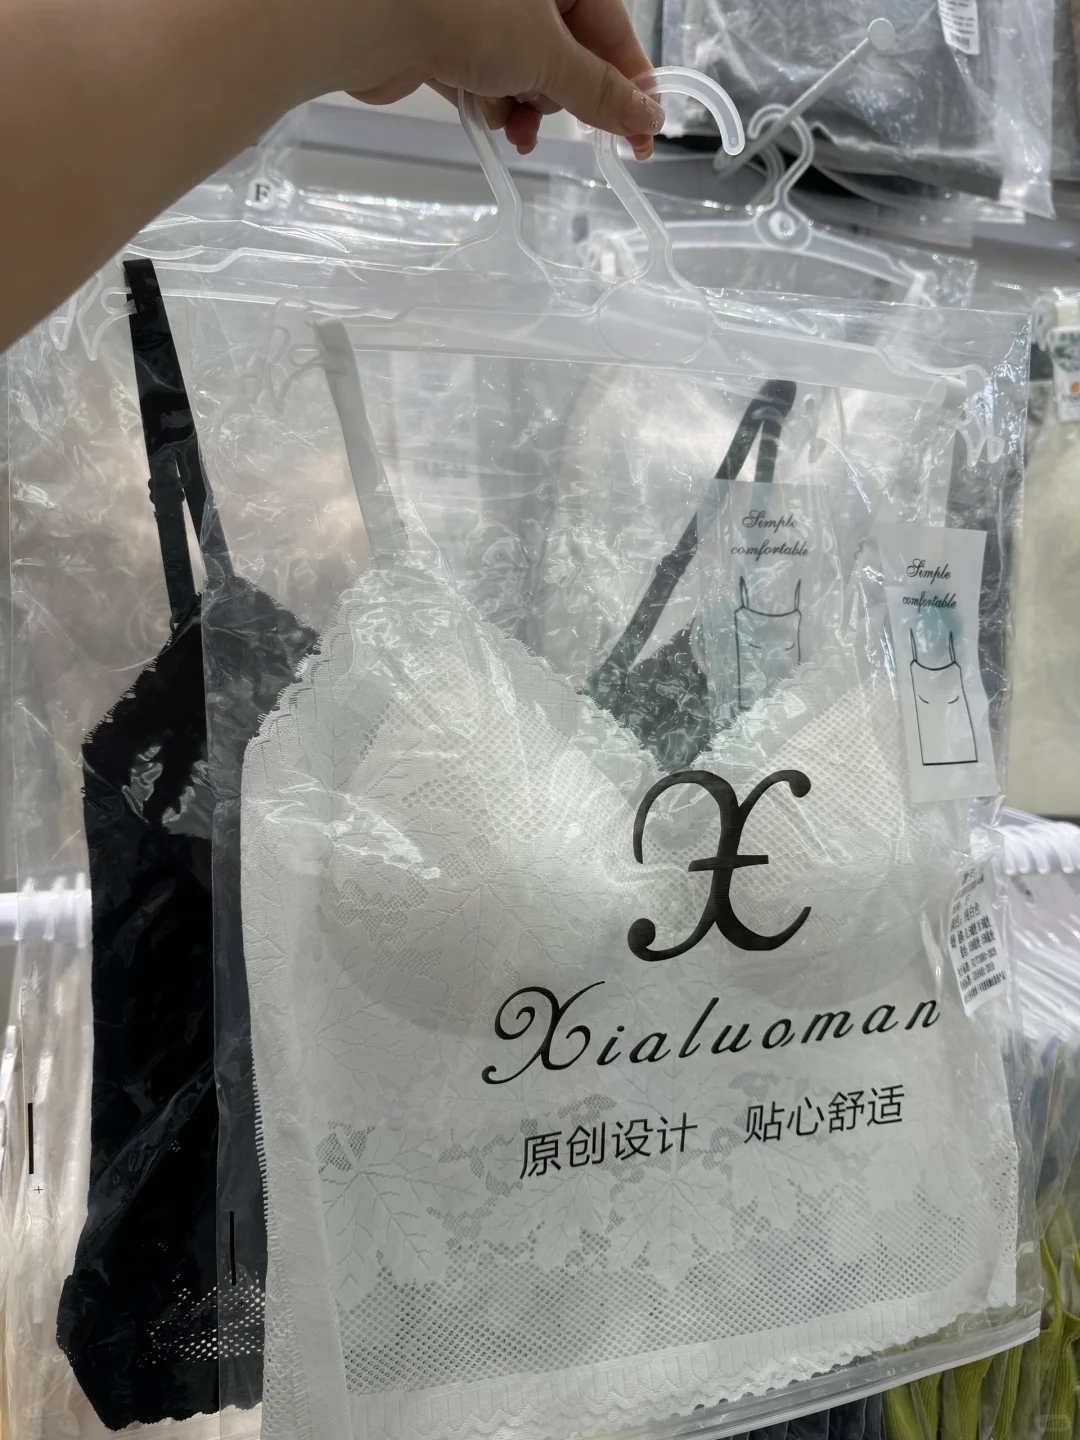 F
Simple
comfortable
Simple
comfortable
X
Xialuoman
原创设计 贴心舒适